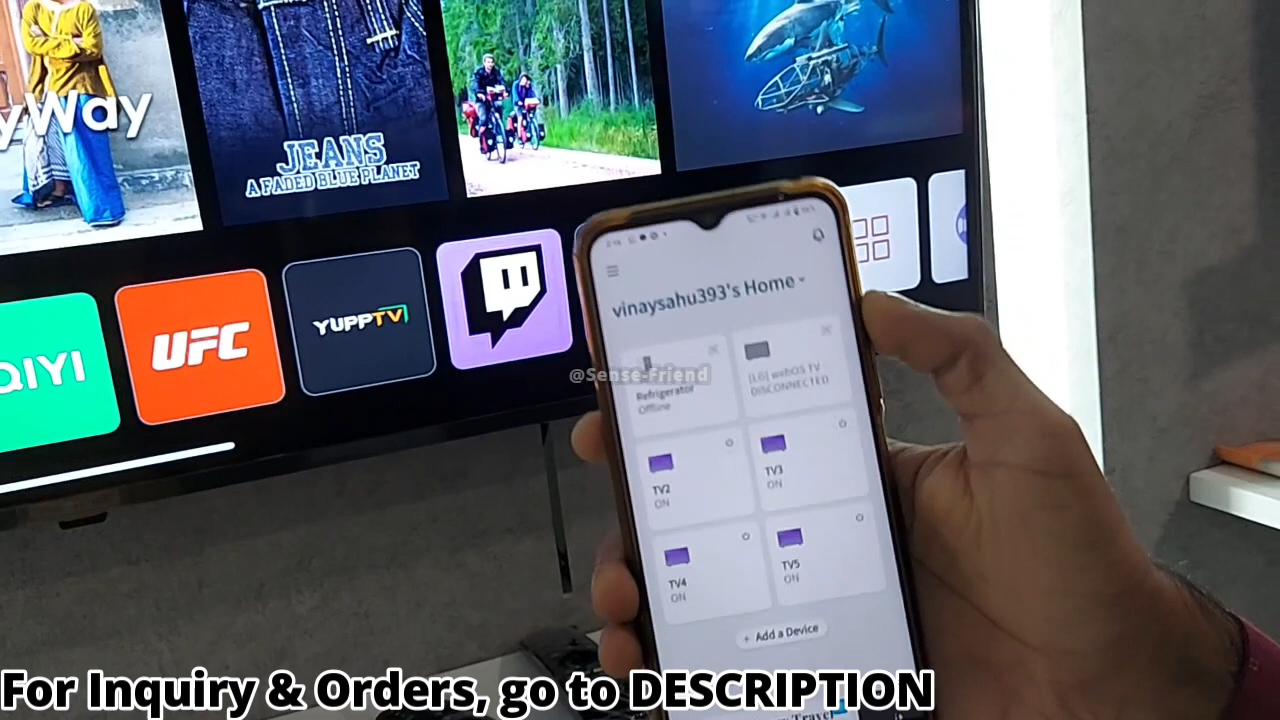 yWay
JEANS
A FADED BLUE PLANET
QIYI
UFC
YUPPTV
vinaysahu393's Home
Refrigerator
Offline
[LG] webOS TV
DISCONNECTED
TV2
ON
TV3
ON
TV4
ON
TV5
ON
+ Add a Device
Travel
@Sense-Friend
For Inquiry & Orders, go to DESCRIPTION